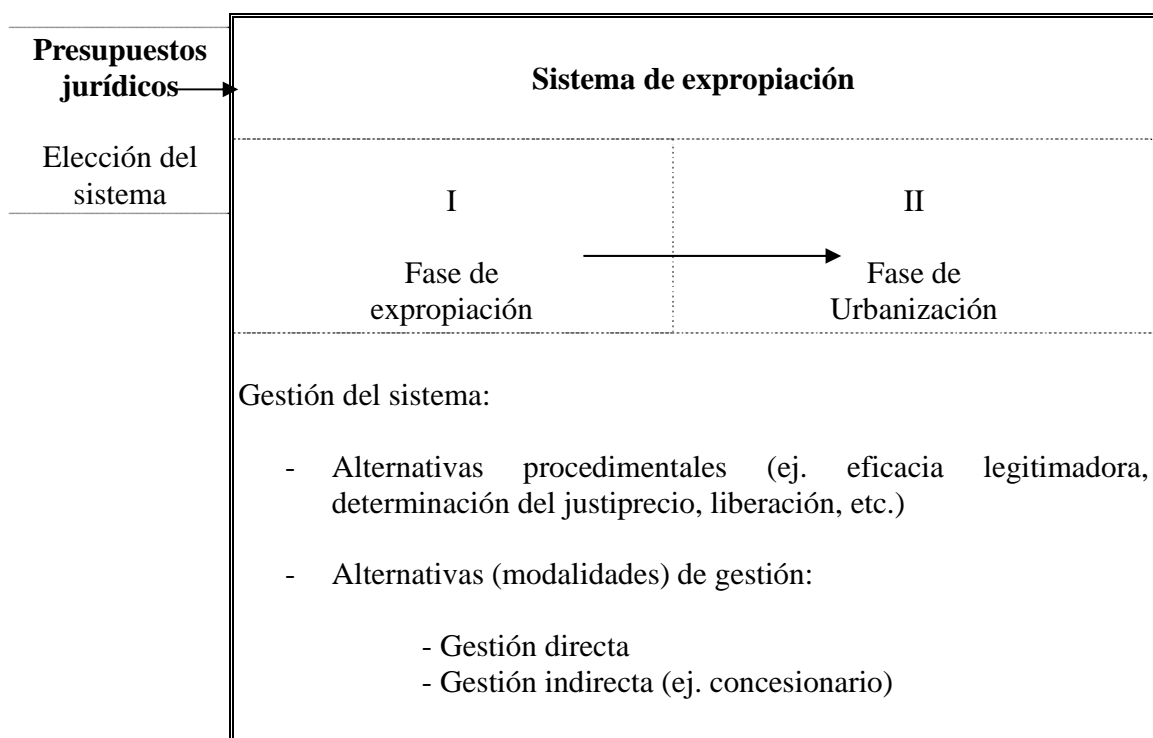 Presupuestos
jurídicos
Elección del
sistema
Sistema de expropiación
I
Fase de
expropiación
II
Fase de
Urbanización
Gestión del sistema:
- Alternativas procedimentales (ej. eficacia legitimadora,
determinación del justiprecio, liberación, etc.)
- Alternativas (modalidades) de gestión:
- Gestión directa
- Gestión indirecta (ej. concesionario)